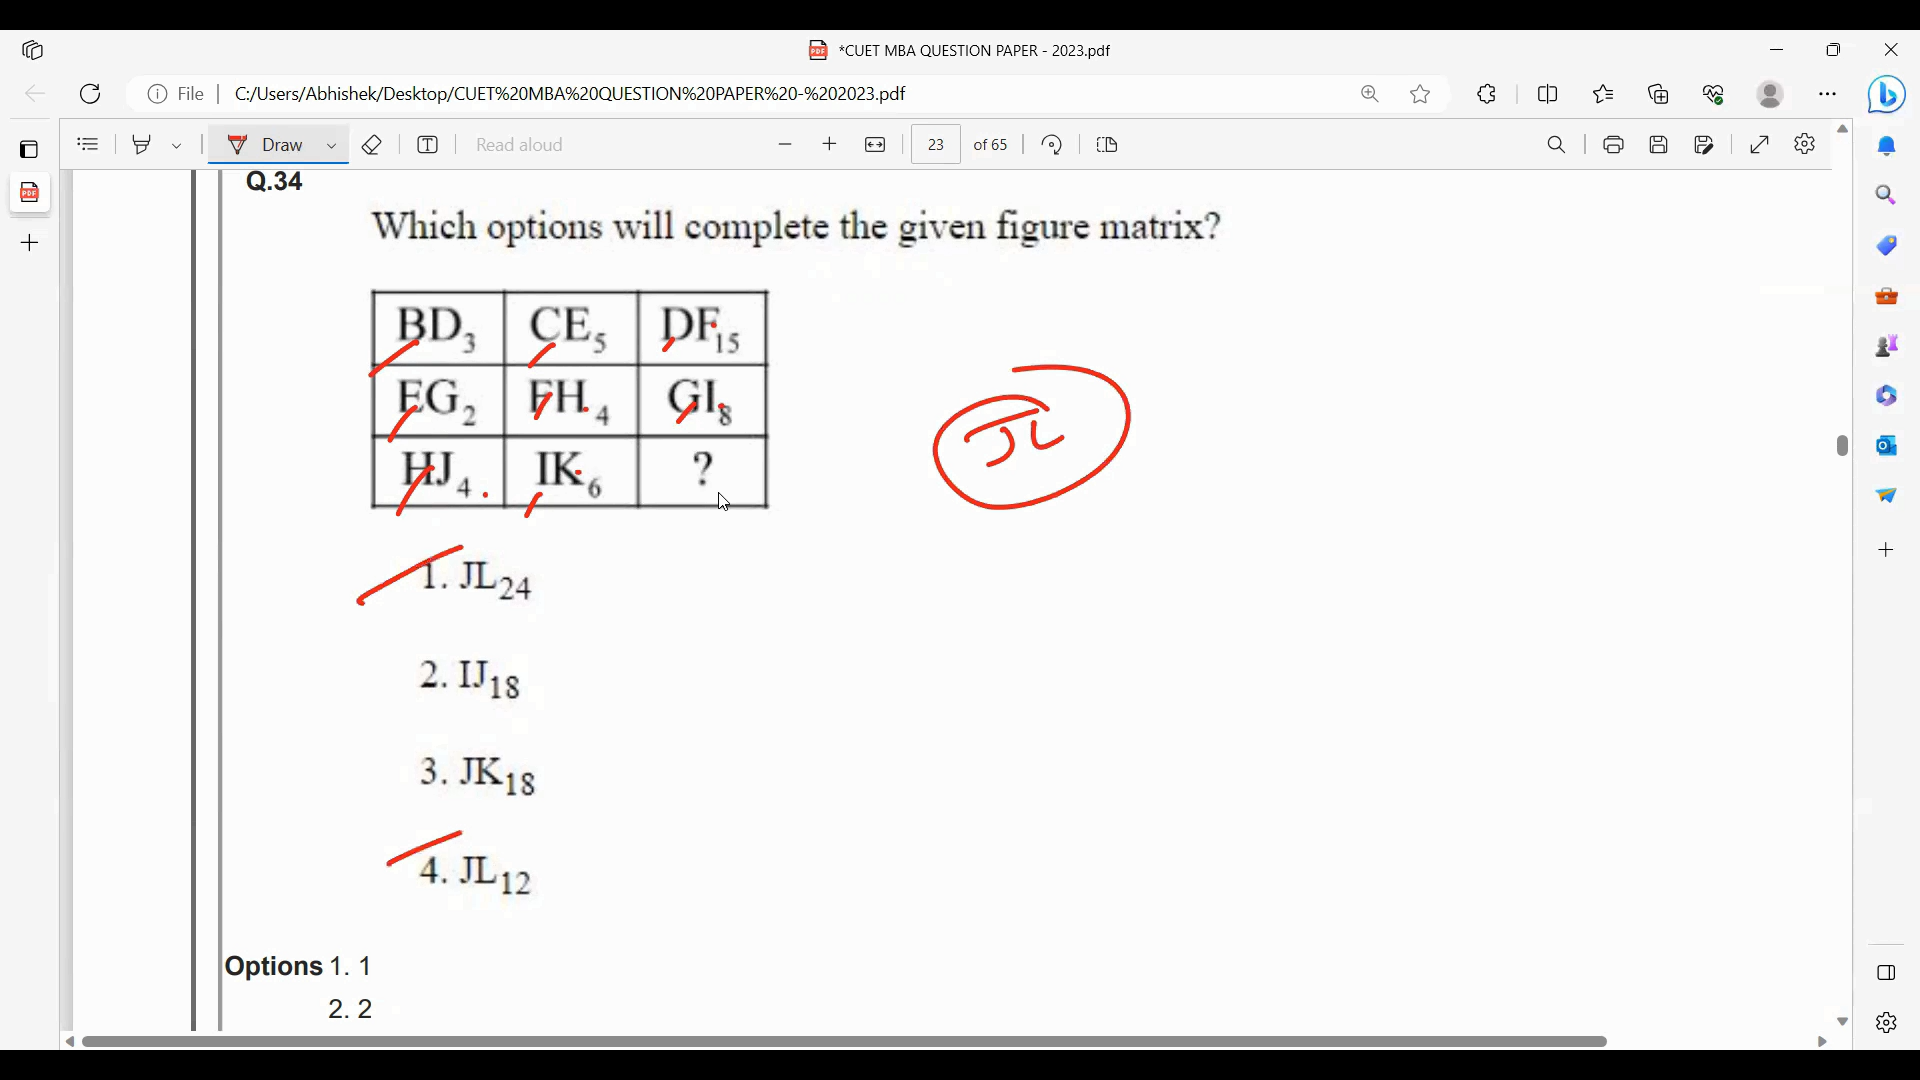 *CUET MBA QUESTION PAPER - 2023.pdf
File | C:/Users/Abhishek/Desktop/CUET%20MBA%20QUESTION%20PAPER%20-%202023.pdf
Draw Read aloud 23 of 65
Q.34
Which options will complete the given figure matrix?
BD₃ CE₅ DF₁₅
EG₂ FH₄ GI₈
HJ₄ IK₆ ?
JL
1. JL₂₄
2. IJ₁₈
3. JK₁₈
4. JL₁₂
Options 1. 1
2. 2